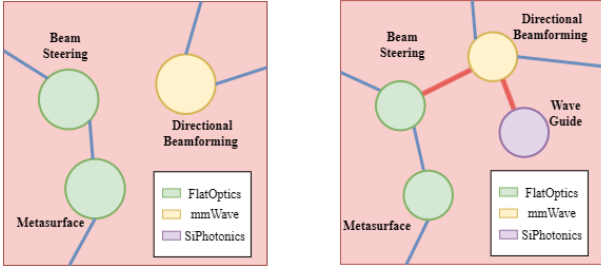 Beam
Steering
Directional
Beamforming
Metasurface
FlatOptics
mmWave
SiPhotonics
Directional
Beamforming
Beam
Steering
Wave
Guide
Metasurface
FlatOptics
mmWave
SiPhotonics